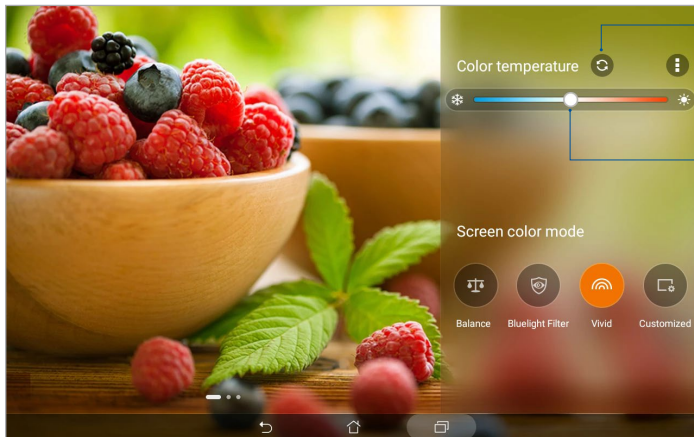 Color temperature
Screen color mode
Balance
Bluelight Filter
Vivid
Customized